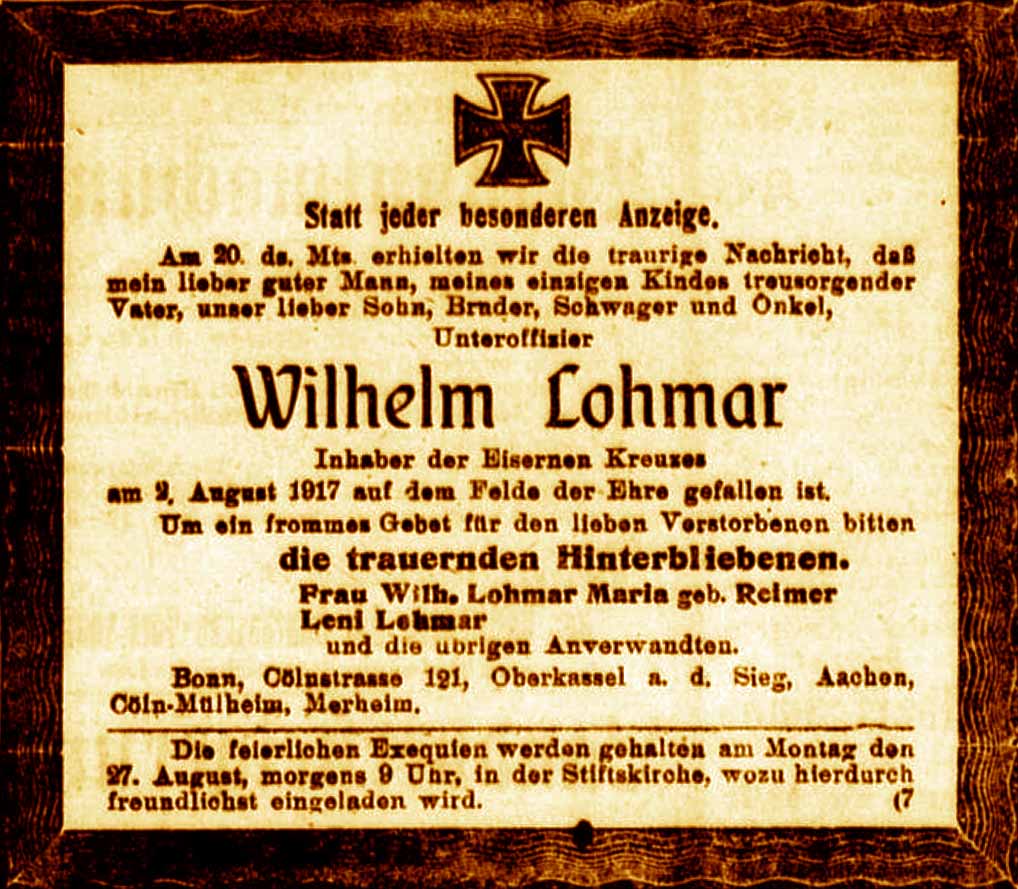 Statt jeder besonderen Anzeige.
Am 20. ds. Mts. erhielten wir die traurige Nachricht, daß
mein lieber guter Mann, meines einzigen Kindes treusorgender
Vater, unser lieber Sohn, Bruder, Schwager und Onkel,
Unteroffizier
Wilhelm Lohmar
Inhaber der Eisernen Kreuzes
am 2. August 1917 auf dem Felde der Ehre gefallen ist.
Um ein frommes Gebet für den lieben Verstorbenen bitten
die trauernden Hinterbliebenen.
Frau Wilh. Lohmar Maria geb. Reimer
Leni Lohmar
und die übrigen Anverwandten.
Bonn, Cölnstrasse 121, Oberkassel a. d. Sieg, Aachen,
Cöln-Mülheim, Merheim.
Die feierlichen Exequien werden gehalten am Montag den
27. August, morgens 9 Uhr, in der Stiftskirche, wozu hierdurch
freundlichst eingeladen wird. (7